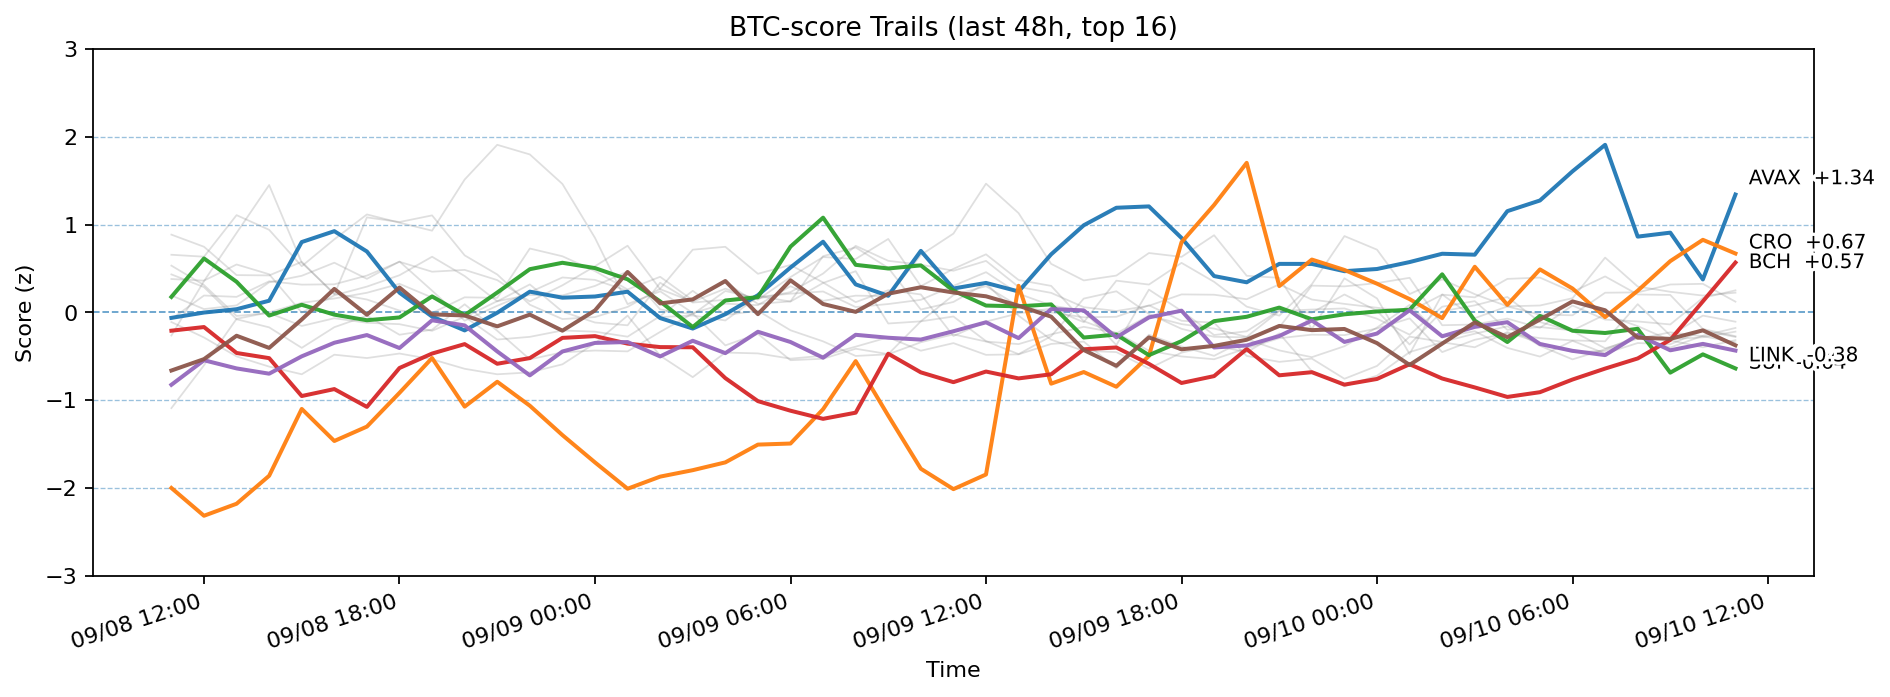 BTC-score Trails (last 48h, top 16)
3
2
1
0
−1
−2
−3
Score (z)
AVAX +1.34
CRO +0.67
BCH +0.57
LINK -0.38
09/08 12:00
09/08 18:00
09/09 00:00
09/09 06:00
09/09 12:00
09/09 18:00
09/10 00:00
09/10 06:00
09/10 12:00
Time